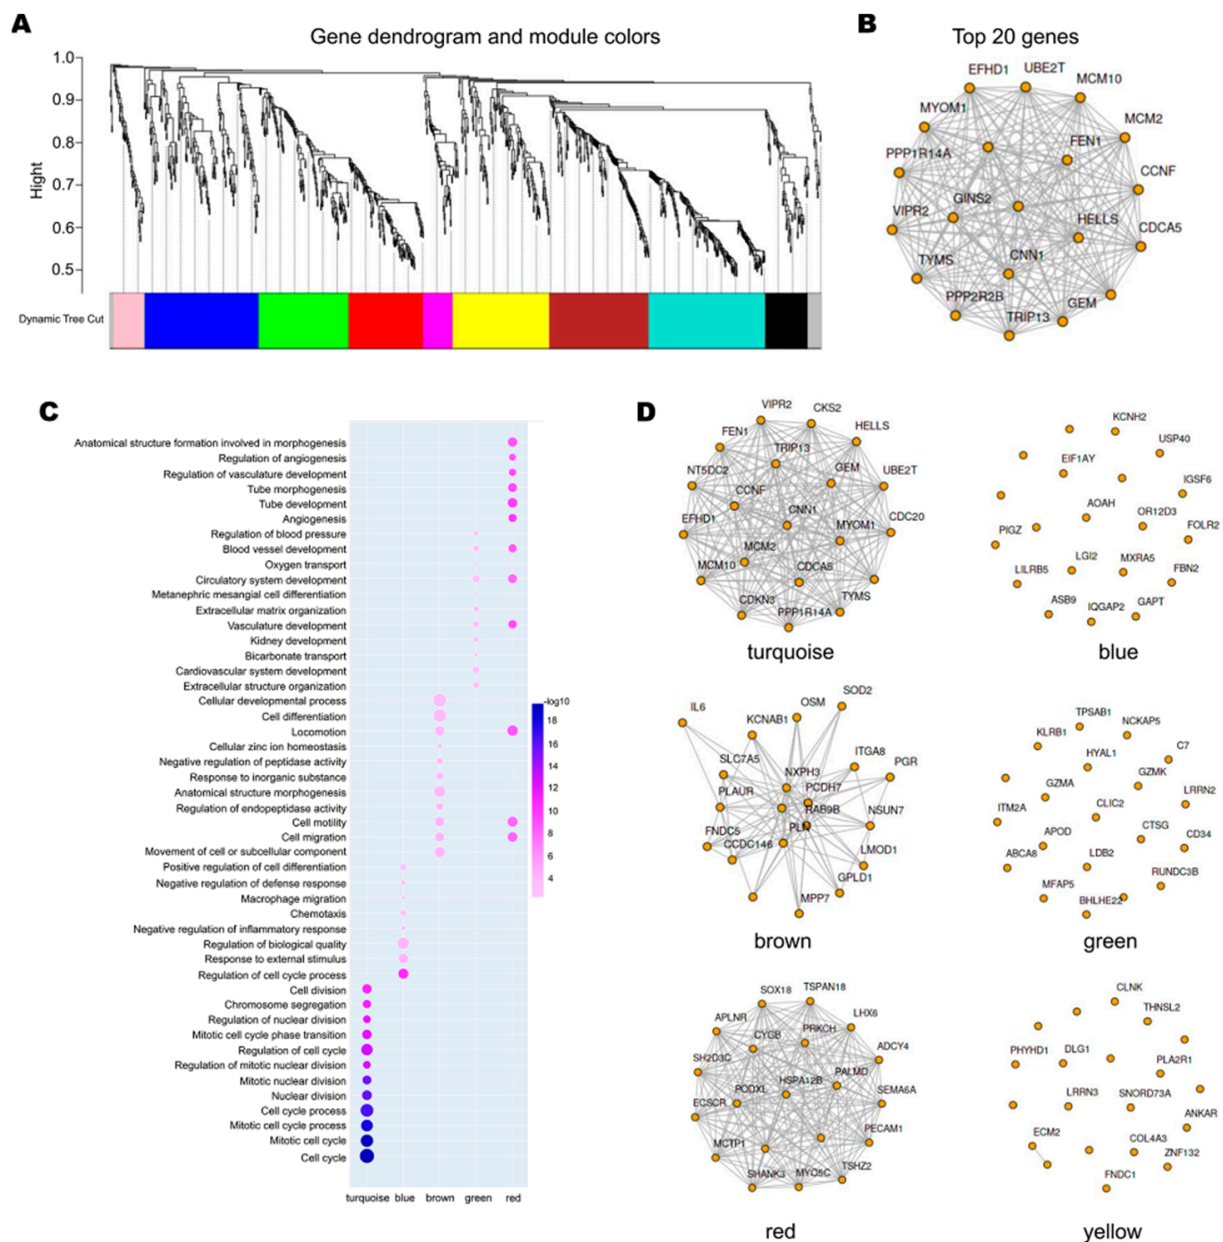 A
Gene dendrogram and module colors
1.0
0.9
0.8
0.7
0.6
0.5
Hight
Dynamic Tree Cut
B
Top 20 genes
EFHD1
UBE2T
MCM10
MYOM1
MCM2
PPP1R14A
FEN1
CCNF
VIPR2
GINS2
HELLS
CDCA5
TYMS
CNN1
PPP2R2B
GEM
TRIP13
C
Anatomical structure formation involved in morphogenesis
Regulation of angiogenesis
Regulation of vasculature development
Tube morphogenesis
Tube development
Angiogenesis
Regulation of blood pressure
Blood vessel development
Oxygen transport
Circulatory system development
Metanephric mesangial cell differentiation
Extracellular matrix organization
Vasculature development
Kidney development
Bicarbonate transport
Cardiovascular system development
Extracellular structure organization
Cellular developmental process
Cell differentiation
Locomotion
Cellular zinc ion homeostasis
Negative regulation of peptidase activity
Response to inorganic substance
Anatomical structure morphogenesis
Regulation of endopeptidase activity
Cell motility
Cell migration
Movement of cell or subcellular component
Positive regulation of cell differentiation
Negative regulation of defense response
Macrophage migration
Chemotaxis
Negative regulation of inflammatory response
Regulation of biological quality
Response to external stimulus
Regulation of cell cycle process
Cell division
Chromosome segregation
Regulation of nuclear division
Mitotic cell cycle phase transition
Regulation of cell cycle
Regulation of mitotic nuclear division
Mitotic nuclear division
Nuclear division
Cell cycle process
Mitotic cell cycle process
Mitotic cell cycle
Cell cycle
turquoise blue brown green red
-log10
18
16
14
12
10
8
6
4
D
VIPR2
CKS2
FEN1
HELLS
TRIP13
NT5DC2
GEM
UBE2T
CCNF
EFHD1
CNN1
MYOM1
CDC20
MCM2
MCM10
CDCA5
CDKN3
PPP1R14A
TYMS
turquoise
KCNH2
USP40
EIF1AY
IGSF6
AOAH
OR12D3
FOLR2
PIGZ
LGI2
MXRA5
LILRB5
FBN2
ASB9
IQGAP2
GAPT
blue
IL6
KCNAB1
OSM
SOD2
SLC7A5
ITGA8
NXPH3
PGR
PLAUR
PCDH7
RAB9B
NSUN7
FNDC5
PLN
CCDC146
LMOD1
GPLD1
MPP7
brown
TPSAB1
NCKAP5
KLRB1
HYAL1
C7
GZMA
GZMK
LRRN2
ITM2A
CLIC2
APOD
CTSG
CD34
ABCA8
LDB2
RUNDC3B
MFAP5
BHLHE22
green
SOX18
TSPAN18
APLNR
LHX6
CYGB
PRKCH
ADCY4
SH2D3C
HSPA12B
PALMD
PODXL
SEMA6A
ECSCR
PECAM1
MCTP1
SHANK3
MYO5C
TSHZ2
red
CLNK
THNSL2
PHYHD1
DLG1
PLA2R1
LRRN3
SNORD73A
ANKAR
ECM2
COL4A3
ZNF132
FNDC1
yellow